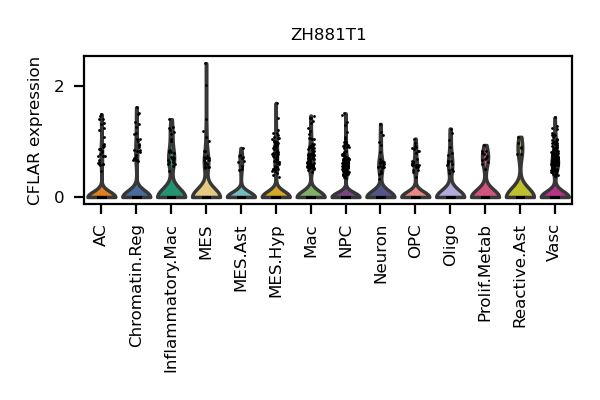 ZH881T1
CFLAR expression
2
0
AC
Chromatin.Reg
Inflammatory.Mac
MES
MES.Ast
MES.Hyp
Mac
NPC
Neuron
OPC
Oligo
Prolif.Metab
Reactive.Ast
Vasc